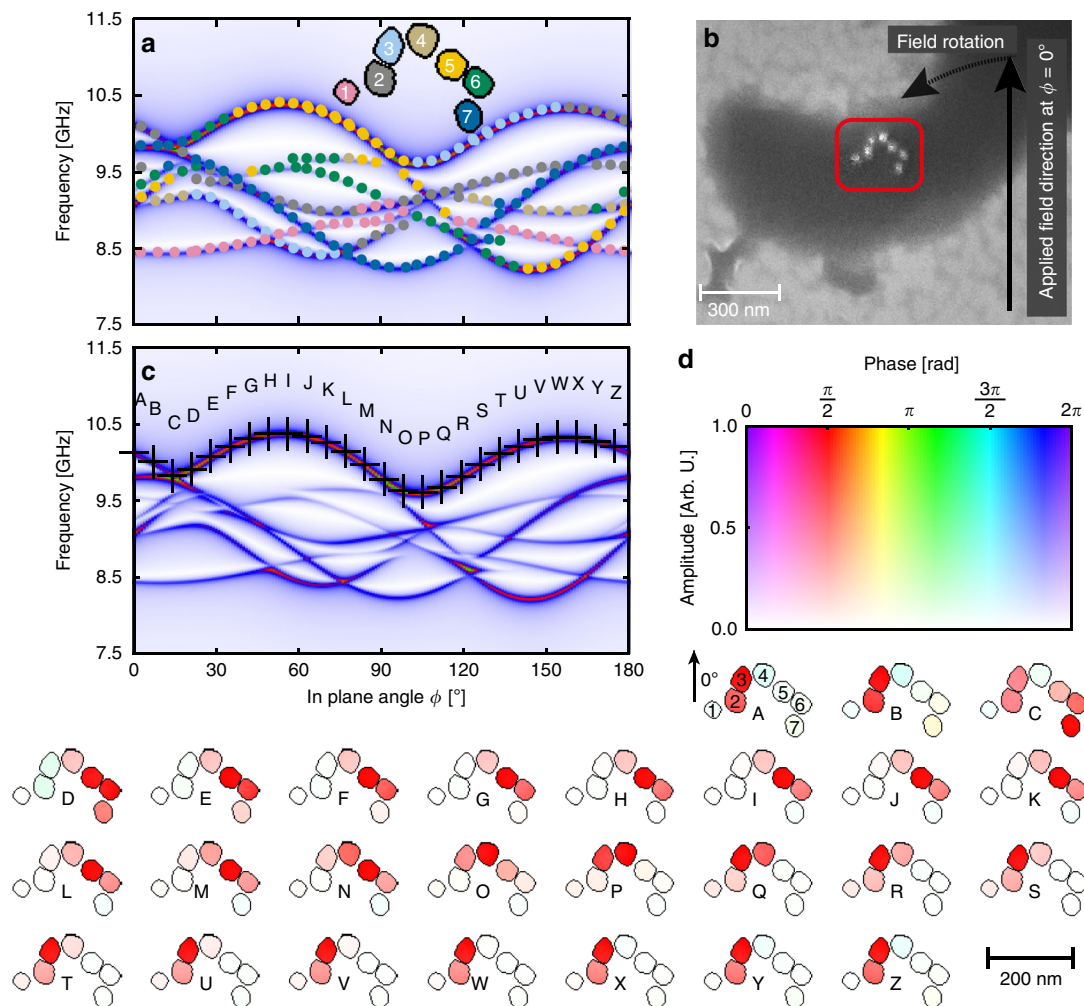 a
11.5
10.5
9.5
8.5
7.5
Frequency [GHz]
1
2
3
4
5
6
7
b
Field rotation
Applied field direction at ϕ = 0°
300 nm
c
11.5
10.5
9.5
8.5
7.5
Frequency [GHz]
A B C D E F G H I J K L M N O P Q R S T U V W X Y Z
0 30 60 90 120 150 180
In plane angle ϕ [°]
d
Phase [rad]
0 π/2 π 3π/2 2π
1.0
0.5
0.0
Amplitude [Arb. U.]
0°
1 2 3 4 5 6 7
A B C
D E F G H I J K
L M N O P Q R S
T U V W X Y Z
200 nm